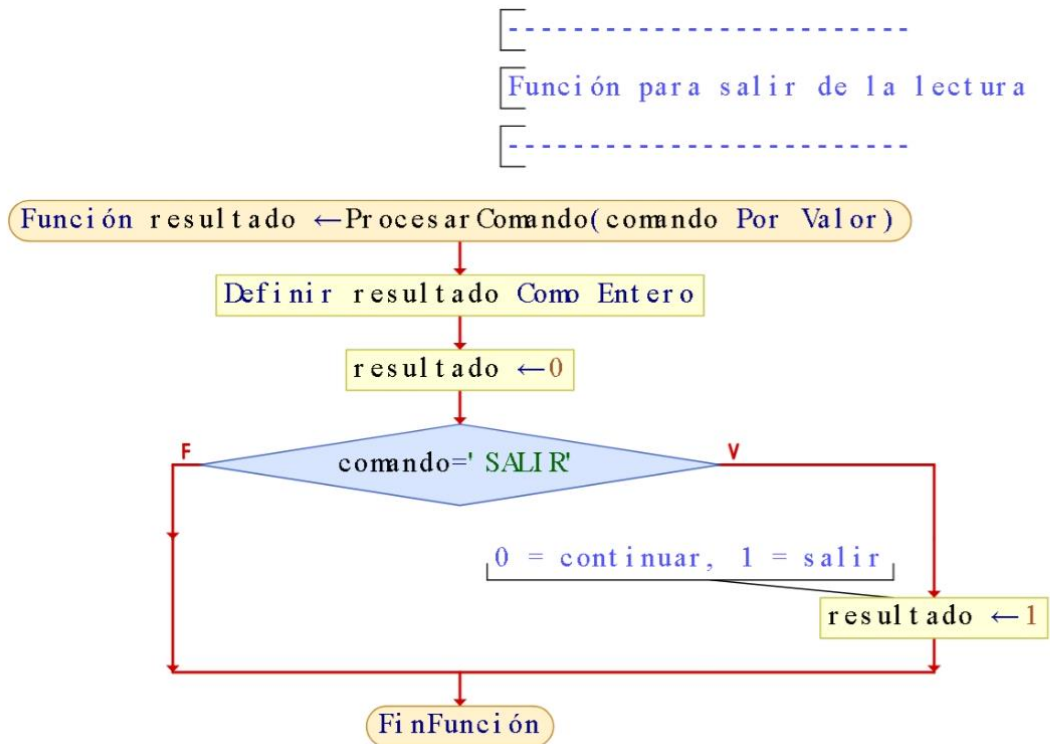 -------------------------
Función para salir de la lectura
-------------------------
Función resultado ←ProcesarComando(comando Por Valor)
Definir resultado Como Entero
resultado ←0
F
comando='SALIR'
V
0 = continuar, 1 = salir
resultado ←1
FinFunción